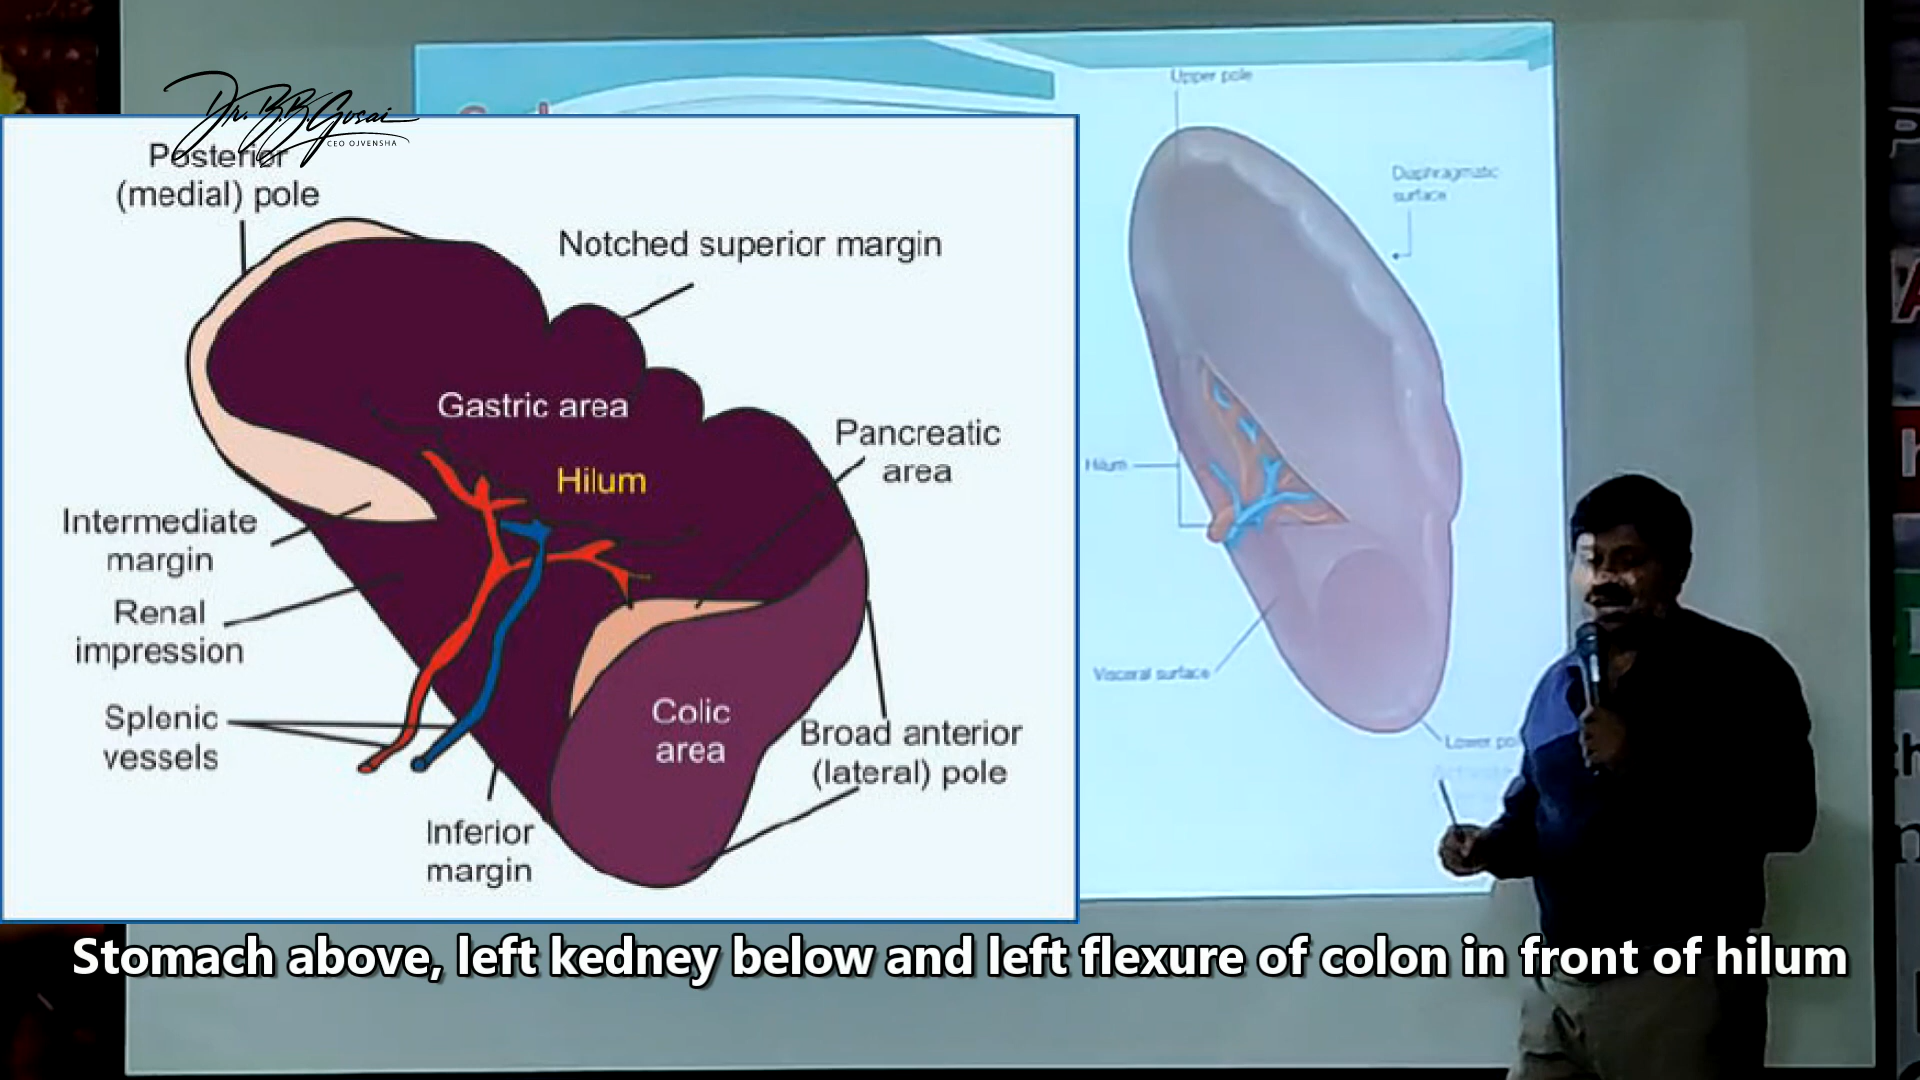 Dr. B.B Gosai
CEO OJVENSHA
Posterior
(medial) pole
Notched superior margin
Gastric area
Pancreatic
area
Hilum
Intermediate
margin
Renal
impression
Splenic
vessels
Colic
area
Broad anterior
(lateral) pole
Inferior
margin
Upper pole
Diaphragmatic
surface
Hilum
Visceral surface
Lower
Stomach above, left kedney below and left flexure of colon in front of hilum